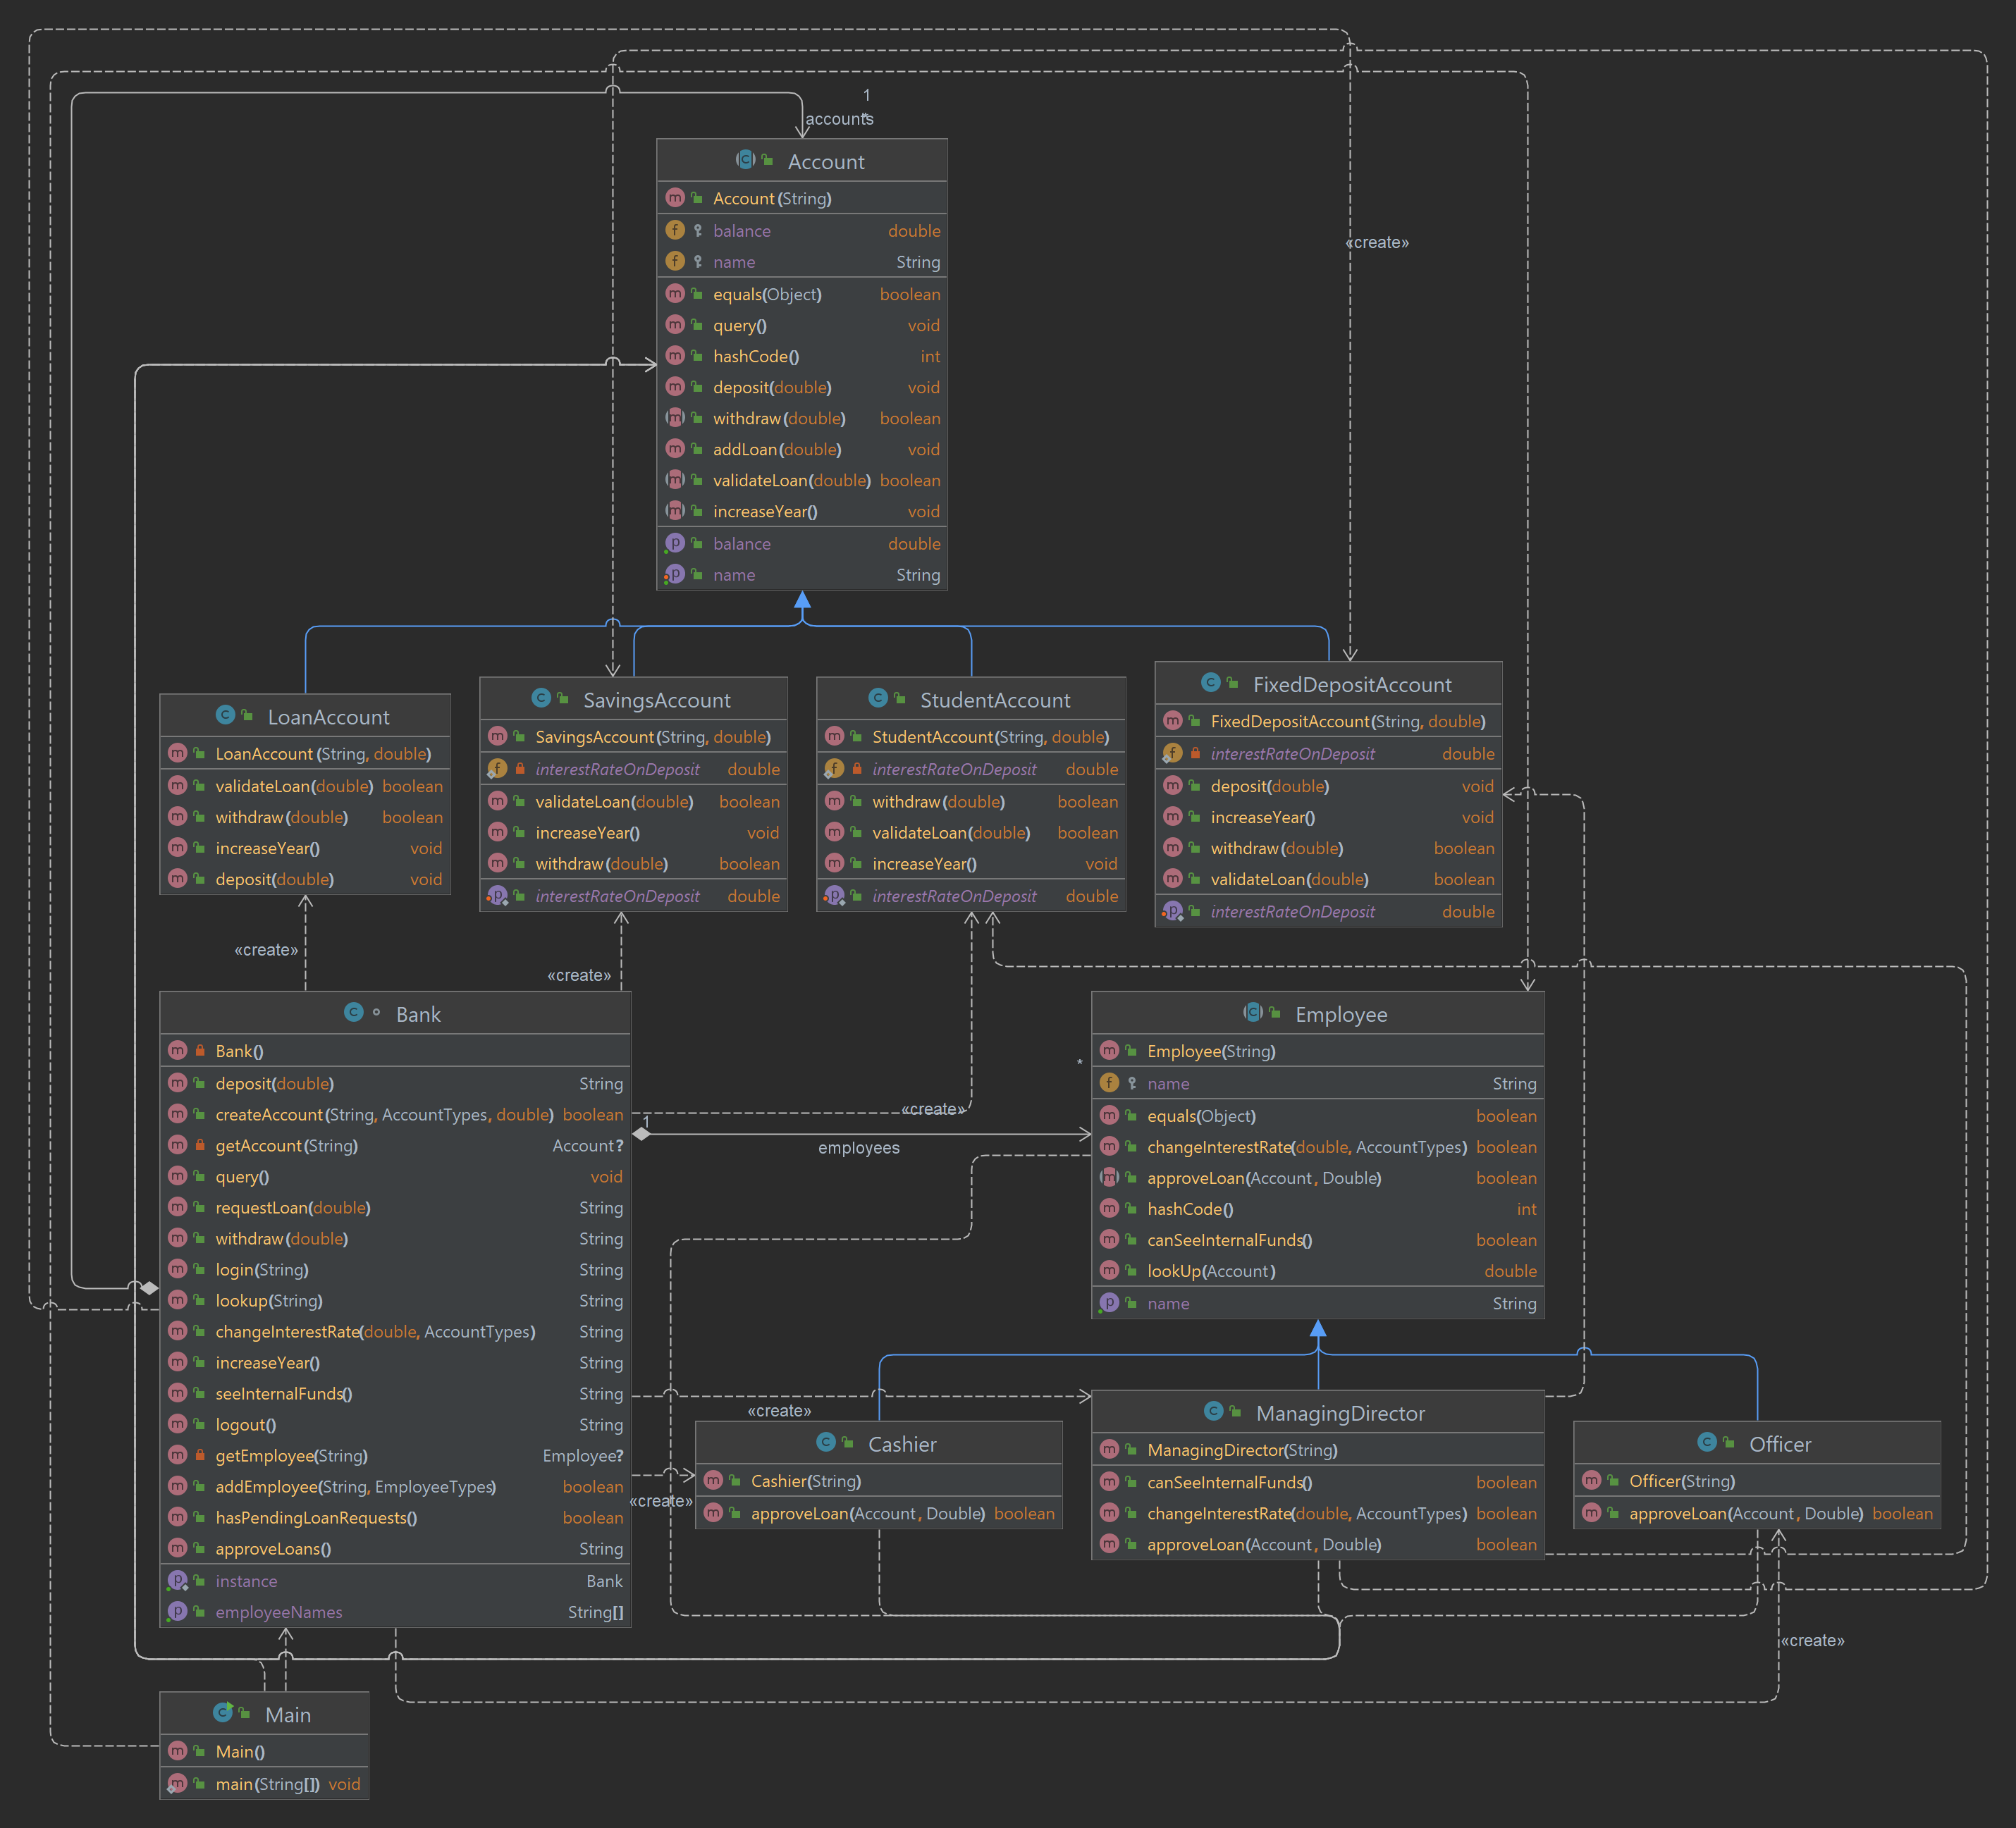 1
accounts
*
Account
Account(String)
balance double
name String
equals(Object) boolean
query() void
hashCode() int
deposit(double) void
withdraw(double) boolean
addLoan(double) void
validateLoan(double) boolean
increaseYear() void
balance double
name String
«create»
LoanAccount
LoanAccount(String, double)
validateLoan(double) boolean
withdraw(double) boolean
increaseYear() void
deposit(double) void
SavingsAccount
SavingsAccount(String, double)
interestRateOnDeposit double
validateLoan(double) boolean
increaseYear() void
withdraw(double) boolean
interestRateOnDeposit double
StudentAccount
StudentAccount(String, double)
interestRateOnDeposit double
withdraw(double) boolean
validateLoan(double) boolean
increaseYear() void
interestRateOnDeposit double
FixedDepositAccount
FixedDepositAccount(String, double)
interestRateOnDeposit double
deposit(double) void
increaseYear() void
withdraw(double) boolean
validateLoan(double) boolean
interestRateOnDeposit double
«create»
«create»
Bank
Bank()
deposit(double) String
createAccount(String, AccountTypes, double) boolean
getAccount(String) Account?
query() void
requestLoan(double) String
withdraw(double) String
login(String) String
lookup(String) String
changeInterestRate(double, AccountTypes) String
increaseYear() String
seeInternalFunds() String
logout() String
getEmployee(String) Employee?
addEmployee(String, EmployeeTypes) boolean
hasPendingLoanRequests() boolean
approveLoans() String
instance Bank
employeeNames String[]
«create»
1
employees
*
Employee
Employee(String)
name String
equals(Object) boolean
changeInterestRate(double, AccountTypes) boolean
approveLoan(Account, Double) boolean
hashCode() int
canSeeInternalFunds() boolean
lookUp(Account) double
name String
«create»
«create»
Cashier
Cashier(String)
approveLoan(Account, Double) boolean
ManagingDirector
ManagingDirector(String)
canSeeInternalFunds() boolean
changeInterestRate(double, AccountTypes) boolean
approveLoan(Account, Double) boolean
Officer
Officer(String)
approveLoan(Account, Double) boolean
«create»
Main
Main()
main(String[]) void